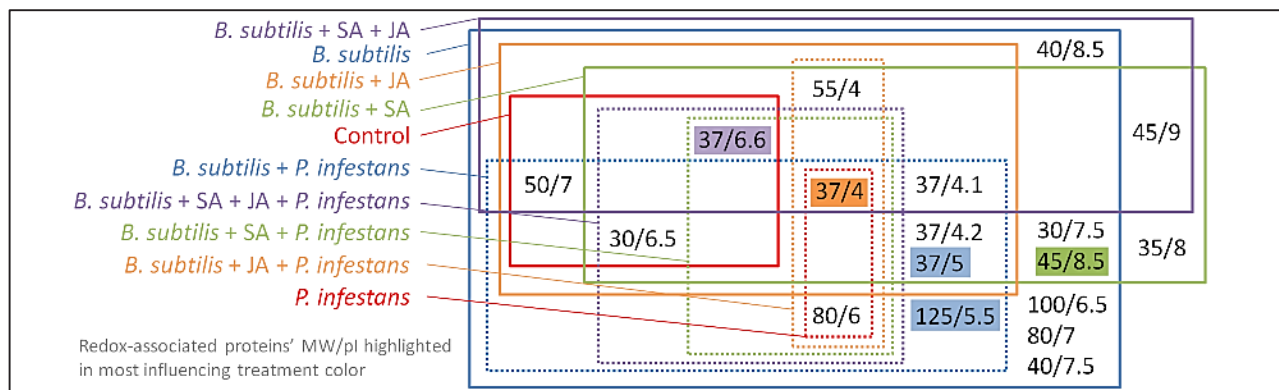 B. subtilis + SA + JA
B. subtilis
B. subtilis + JA
B. subtilis + SA
Control
B. subtilis + P. infestans
B. subtilis + SA + JA + P. infestans
B. subtilis + SA + P. infestans
B. subtilis + JA + P. infestans
P. infestans
Redox-associated proteins' MW/pI highlighted
in most influencing treatment color
40/8.5
55/4
45/9
37/6.6
50/7
37/4
37/4.1
30/6.5
37/4.2
30/7.5
35/8
37/5
45/8.5
80/6
125/5.5
100/6.5
80/7
40/7.5